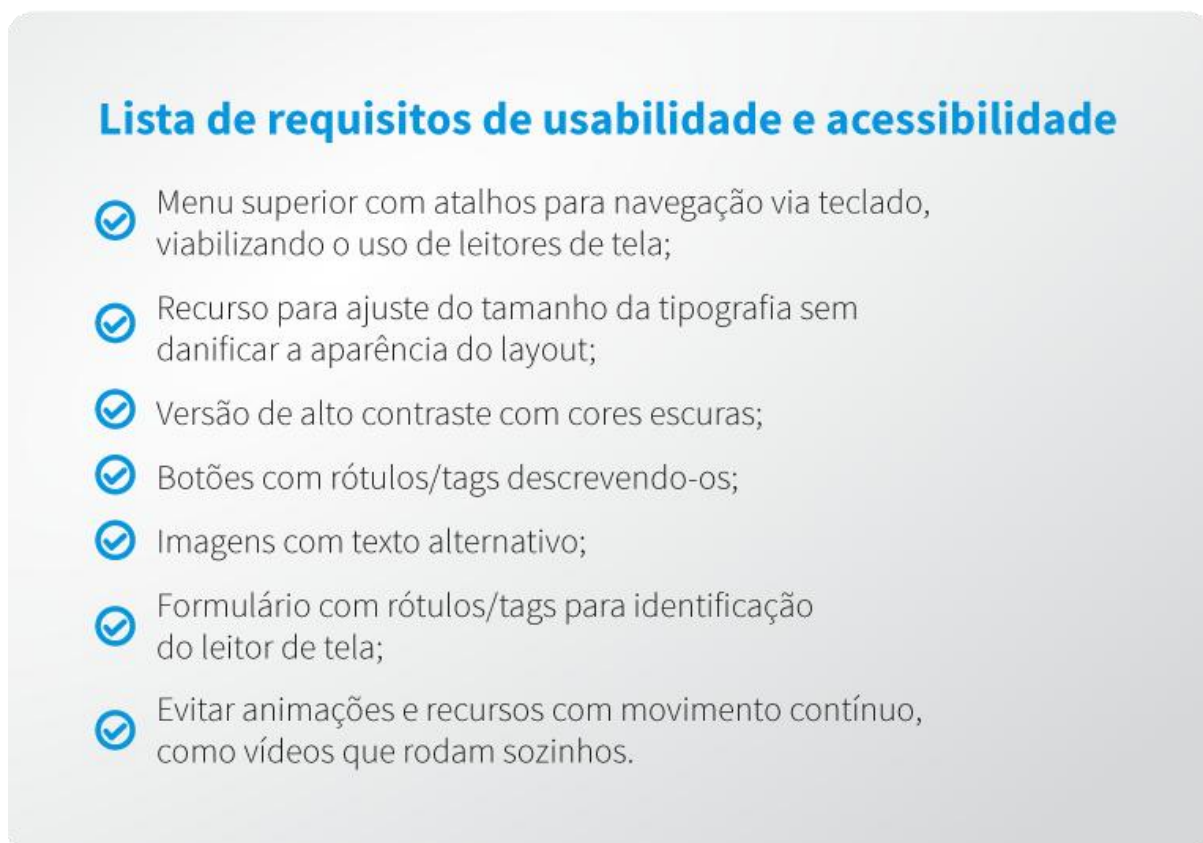 Lista de requisitos de usabilidade e acessibilidade
Menu superior com atalhos para navegação via teclado,
viabilizando o uso de leitores de tela;
Recurso para ajuste do tamanho da tipografia sem
danificar a aparência do layout;
Versão de alto contraste com cores escuras;
Botões com rótulos/tags descrevendo-os;
Imagens com texto alternativo;
Formulário com rótulos/tags para identificação
do leitor de tela;
Evitar animações e recursos com movimento contínuo,
como vídeos que rodam sozinhos.